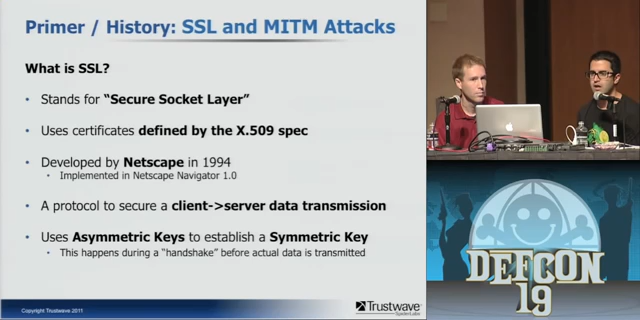 Primer / History: SSL and MITM Attacks
What is SSL?
• Stands for “Secure Socket Layer”
• Uses certificates defined by the X.509 spec
• Developed by Netscape in 1994
• Implemented in Netscape Navigator 1.0
• A protocol to secure a client->server data transmission
• Uses Asymmetric Keys to establish a Symmetric Key
• This happens during a “handshake” before actual data is transmitted
Copyright Trustwave 2011
Trustwave
SpiderLabs
DEFCON
19